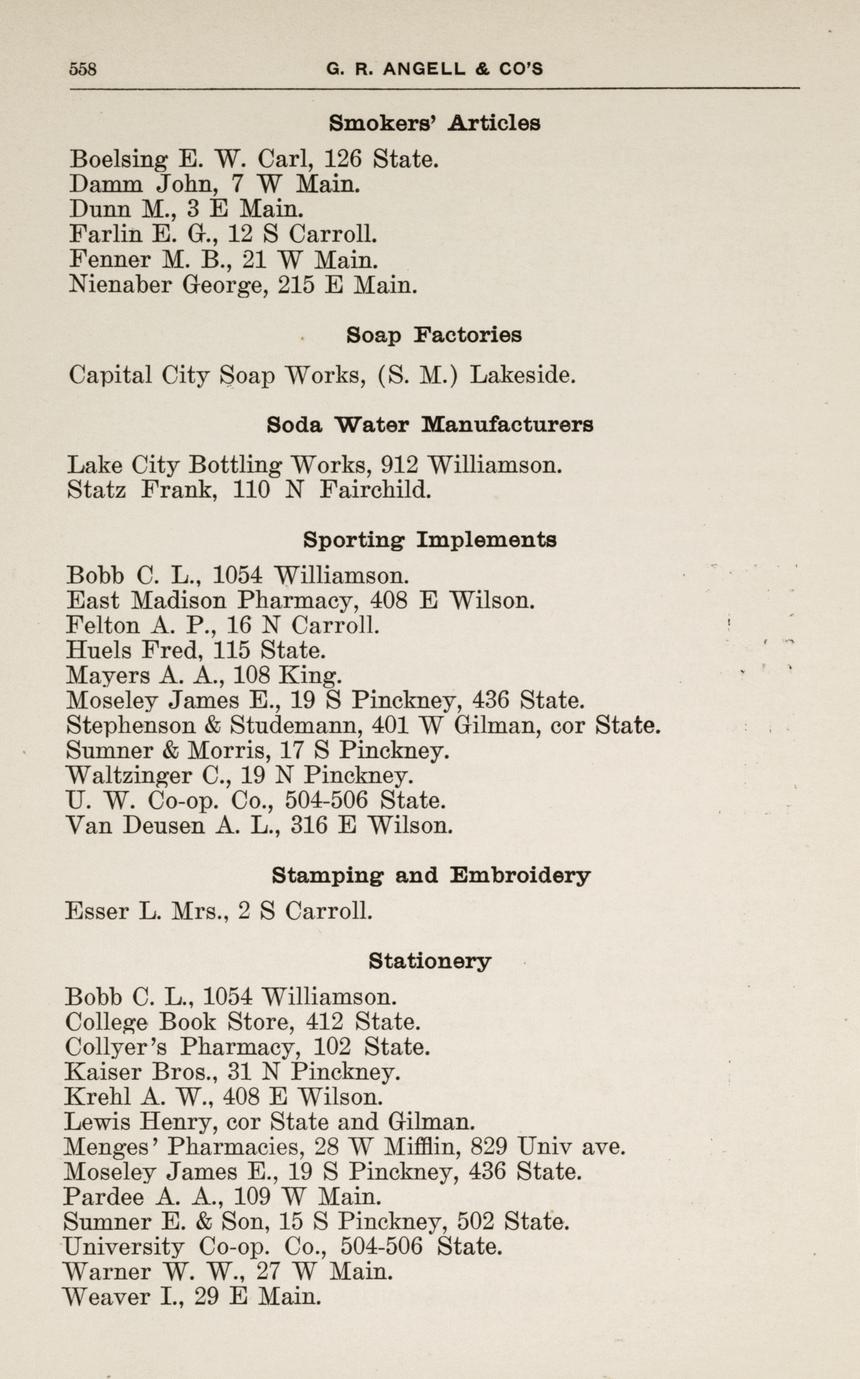 558 G. R. ANGELL & CO'S
Smokers' Articles
Boelsing E. W. Carl, 126 State.
Damm John, 7 W Main.
Dunn M., 3 E Main.
Farlin E. G., 12 S Carroll.
Fenner M. B., 21 W Main.
Nienaber George, 215 E Main.
Soap Factories
Capital City Soap Works, (S. M.) Lakeside.
Soda Water Manufacturers
Lake City Bottling Works, 912 Williamson.
Statz Frank, 110 N Fairchild.
Sporting Implements
Bobb C. L., 1054 Williamson.
East Madison Pharmacy, 408 E Wilson.
Felton A. P., 16 N Carroll.
Huels Fred, 115 State.
Mayers A. A., 108 King.
Moseley James E., 19 S Pinckney, 436 State.
Stephenson & Studemann, 401 W Gilman, cor State.
Sumner & Morris, 17 S Pinckney.
Waltzinger C., 19 N Pinckney.
U. W. Co-op. Co., 504-506 State.
Van Deusen A. L., 316 E Wilson.
Stamping and Embroidery
Esser L. Mrs., 2 S Carroll.
Stationery
Bobb C. L., 1054 Williamson.
College Book Store, 412 State.
Collyer's Pharmacy, 102 State.
Kaiser Bros., 31 N Pinckney.
Krehl A. W., 408 E Wilson.
Lewis Henry, cor State and Gilman.
Menges' Pharmacies, 28 W Mifflin, 829 Univ ave.
Moseley James E., 19 S Pinckney, 436 State.
Pardee A. A., 109 W Main.
Sumner E. & Son, 15 S Pinckney, 502 State.
University Co-op. Co., 504-506 State.
Warner W. W., 27 W Main.
Weaver I., 29 E Main.